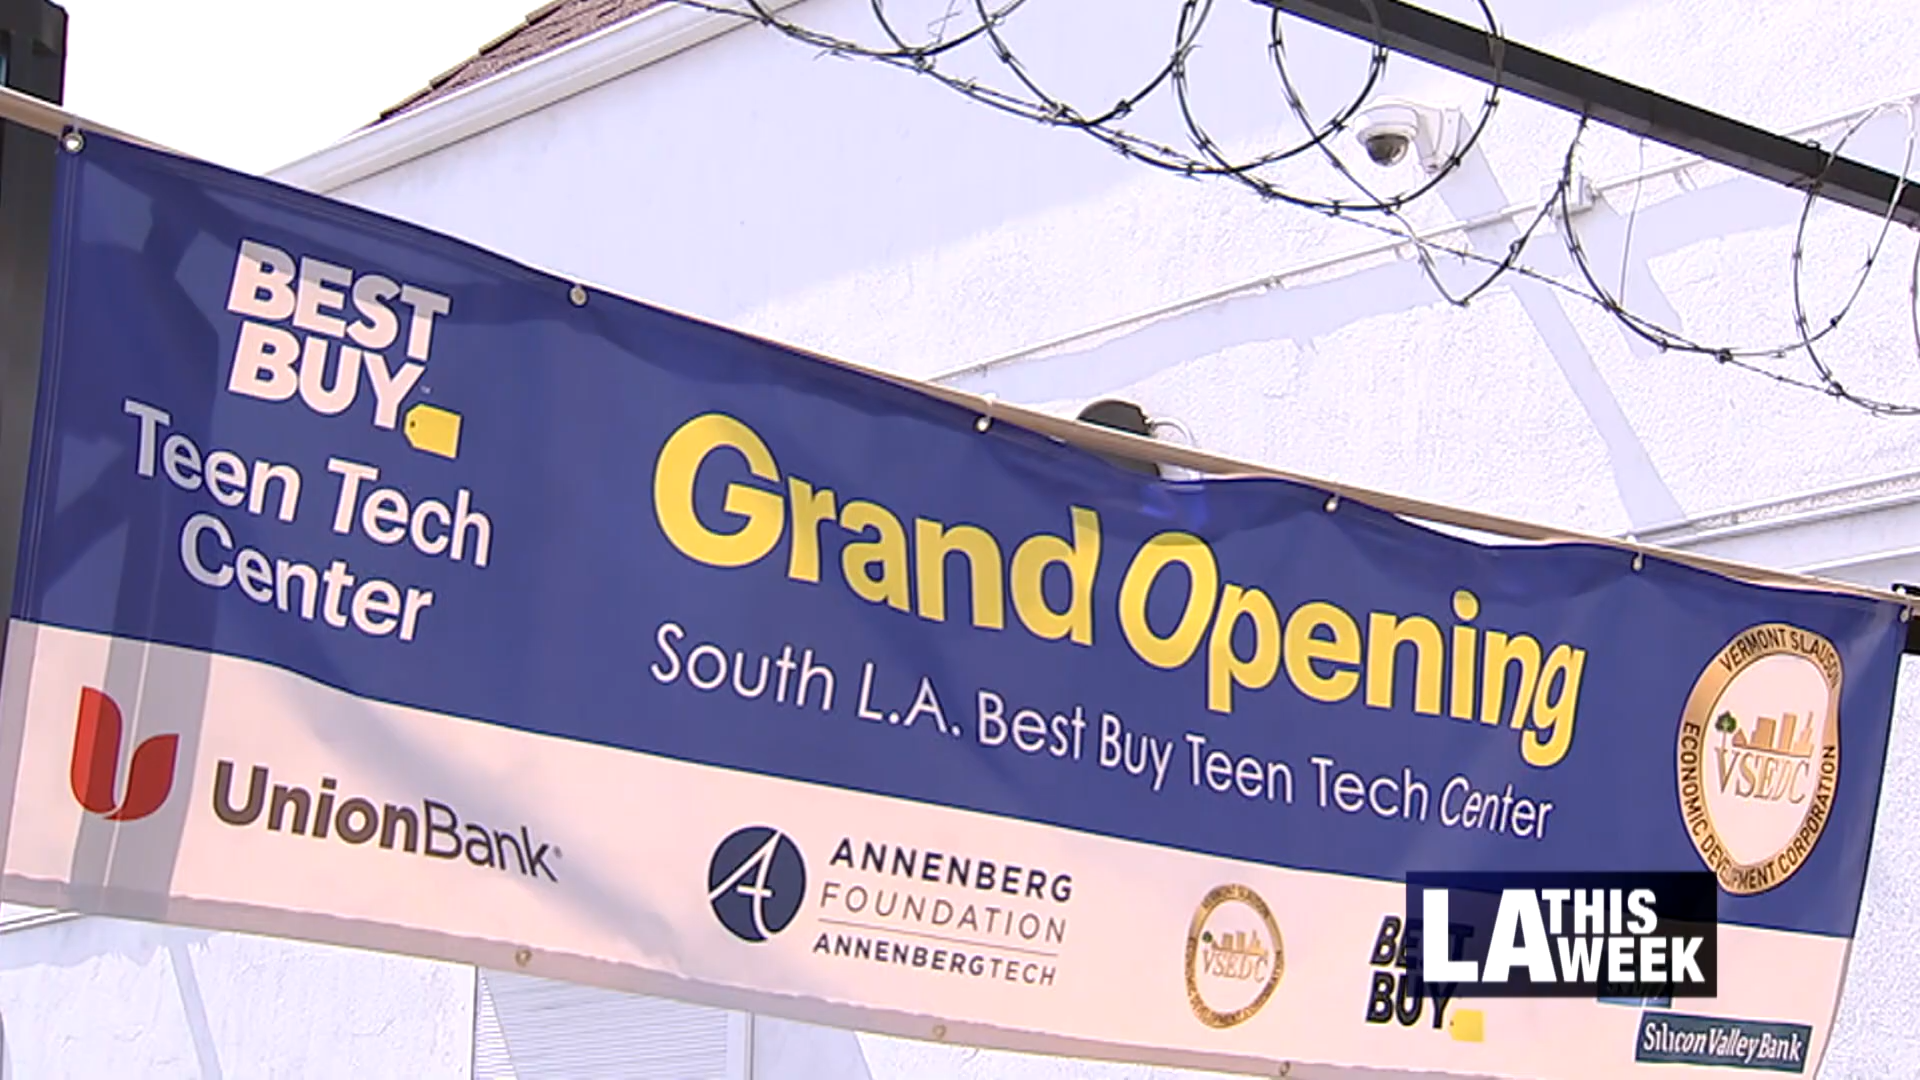 BEST
BUY™
Teen Tech
Center
Grand Opening
South L.A. Best Buy Teen Tech Center
VERMONT SLAUSON
ECONOMIC DEVELOPMENT CORPORATION
VSEDC
UnionBank®
ANNENBERG
FOUNDATION
ANNENBERGTECH
VSEDC
BEST
BUY
Silicon Valley Bank
LA THIS
WEEK